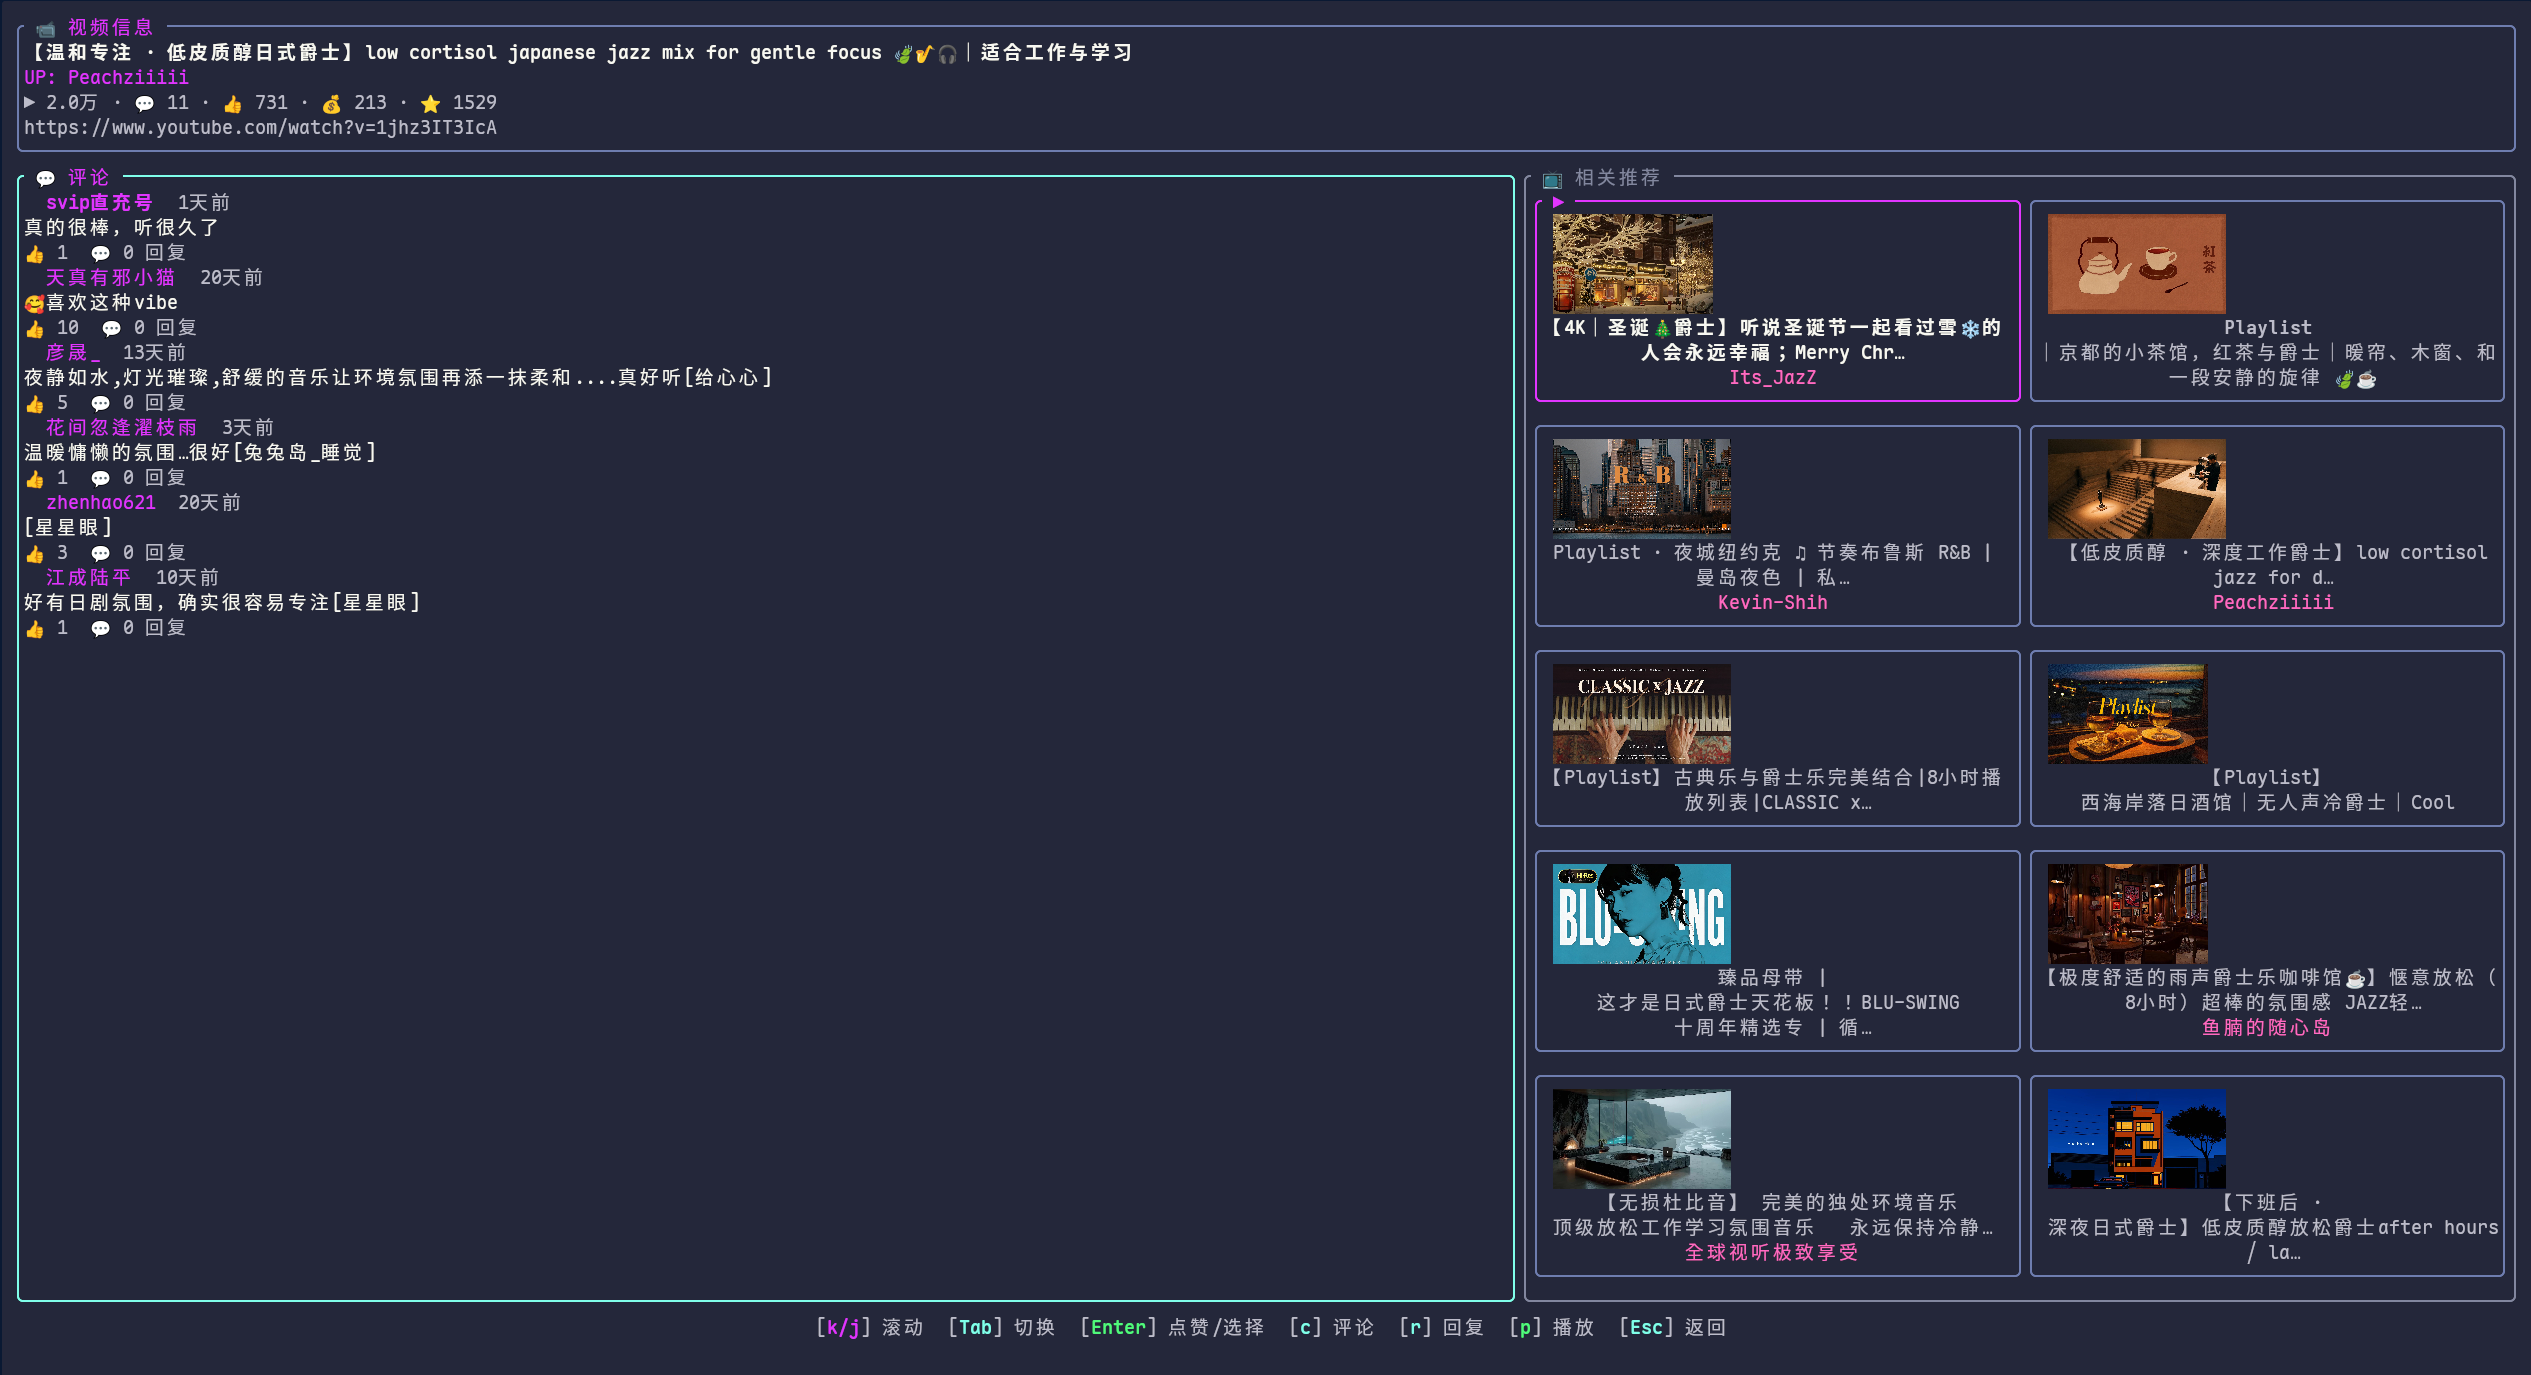 📹 视频信息
【温和专注 · 低皮质醇日式爵士】low cortisol japanese jazz mix for gentle focus 🍃🎷🎧｜适合工作与学习
UP: Peachziiiii
▶ 2.0万 · 💬 11 · 👍 731 · 💰 213 · ⭐ 1529
https://www.youtube.com/watch?v=1jhz3IT3IcA
💬 评论
svip直充号 1天前
真的很棒，听很久了
👍 1 💬 0 回复
天真有邪小猫 20天前
🥰喜欢这种vibe
👍 10 💬 0 回复
彦晟_ 13天前
夜静如水,灯光璀璨,舒缓的音乐让环境氛围再添一抹柔和....真好听[给心心]
👍 5 💬 0 回复
花间忽逢濯枝雨 3天前
温暖慵懒的氛围…很好[兔兔岛_睡觉]
👍 1 💬 0 回复
zhenhao621 20天前
[星星眼]
👍 3 💬 0 回复
江成陆平 10天前
好有日剧氛围，确实很容易专注[星星眼]
👍 1 💬 0 回复
📺 相关推荐
▶
【4K｜圣诞🎄爵士】听说圣诞节一起看过雪❄️的
人会永远幸福；Merry Chr…
Its_JazZ
紅茶
Playlist
｜京都的小茶馆，红茶与爵士｜暖帘、木窗、和
一段安静的旋律 🍃☕
R&B
Playlist · 夜城纽约克 ♫ 节奏布鲁斯 R&B |
曼岛夜色 | 私…
Kevin-Shih
【低皮质醇 · 深度工作爵士】low cortisol
jazz for d…
Peachziiiii
CLASSIC x JAZZ
【Playlist】古典乐与爵士乐完美结合|8小时播
放列表|CLASSIC x…
Playlist
【Playlist】
西海岸落日酒馆｜无人声冷爵士｜Cool
Hi-Res
BLU-SWING
臻品母带 |
这才是日式爵士天花板！！BLU-SWING
十周年精选专 | 循…
【极度舒适的雨声爵士乐咖啡馆☕】惬意放松（
8小时）超棒的氛围感 JAZZ轻…
鱼腩的随心岛
【无损杜比音】 完美的独处环境音乐
顶级放松工作学习氛围音乐 永远保持冷静…
全球视听极致享受
【下班后 ·
深夜日式爵士】低皮质醇放松爵士after hours
/ la…
[k/j] 滚动 [Tab] 切换 [Enter] 点赞/选择 [c] 评论 [r] 回复 [p] 播放 [Esc] 返回